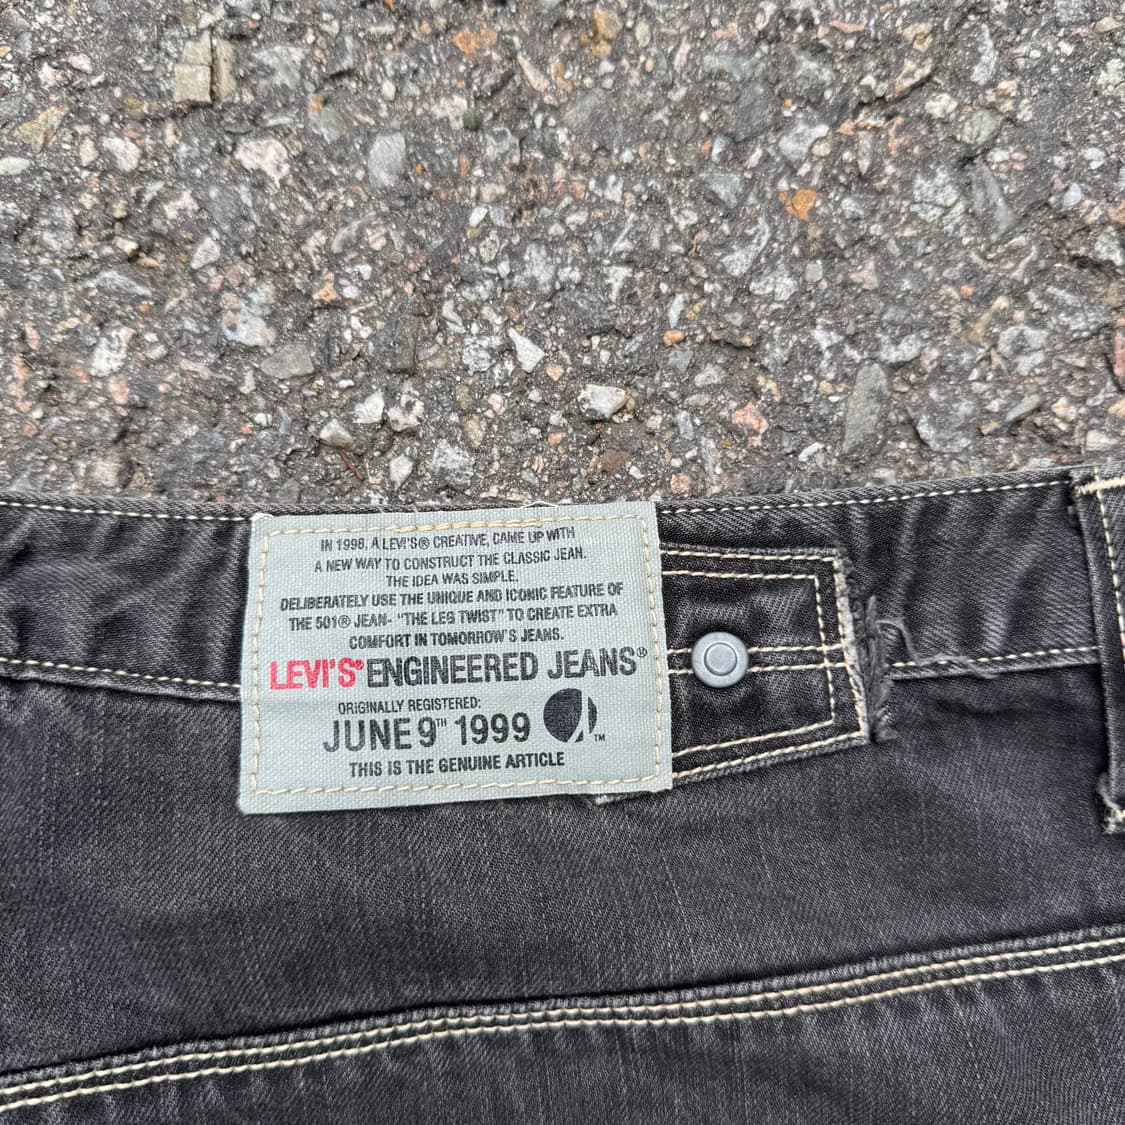 IN 1998, A LEVI'S® CREATIVE, CAME UP WITH
A NEW WAY TO CONSTRUCT THE CLASSIC JEAN.
THE IDEA WAS SIMPLE.
DELIBERATELY USE THE UNIQUE AND ICONIC FEATURE OF
THE 501® JEAN- "THE LEG TWIST" TO CREATE EXTRA
COMFORT IN TOMORROW'S JEANS.
LEVI'S® ENGINEERED JEANS®
ORIGINALLY REGISTERED:
JUNE 9TH 1999 ™
THIS IS THE GENUINE ARTICLE